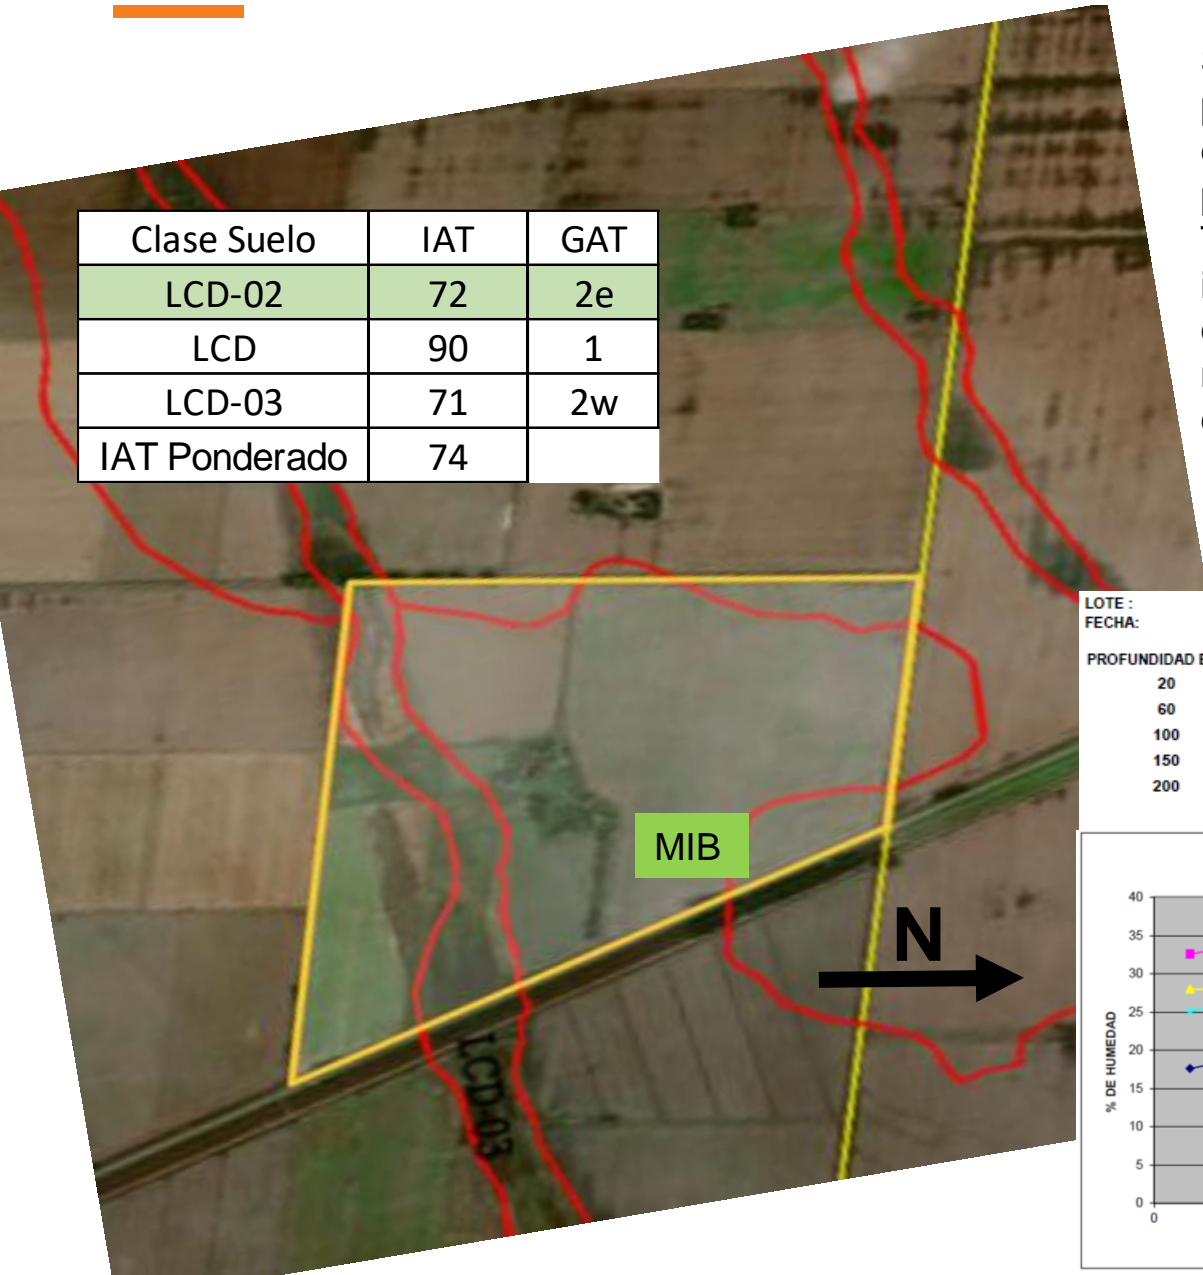 Clase Suelo IAT GAT
LCD-02 72 2e
LCD 90 1
LCD-03 71 2w
IAT Ponderado 74
MIB
N
LCD-03
LOTE :
FECHA:
PROFUNDIDAD
20
60
100
150
200
40
35
30
25
20
15
10
5
0
0
% DE HUMEDAD